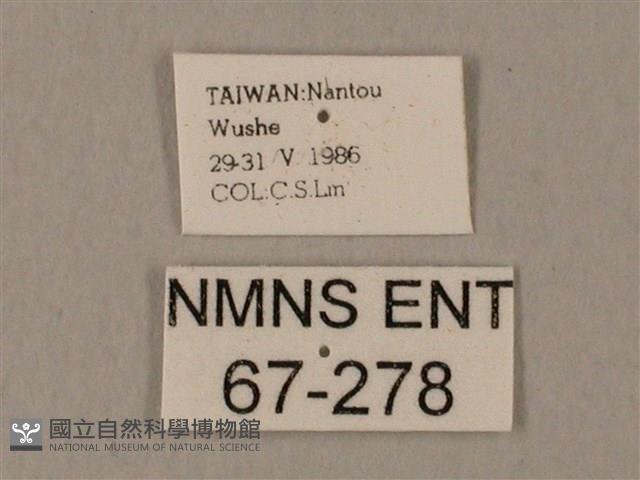 TAIWAN:Nantou
Wushe
29-31 V 1986
COL:C.S.Lin
NMNS ENT
67-278
國立自然科學博物館
NATIONAL MUSEUM OF NATURAL SCIENCE